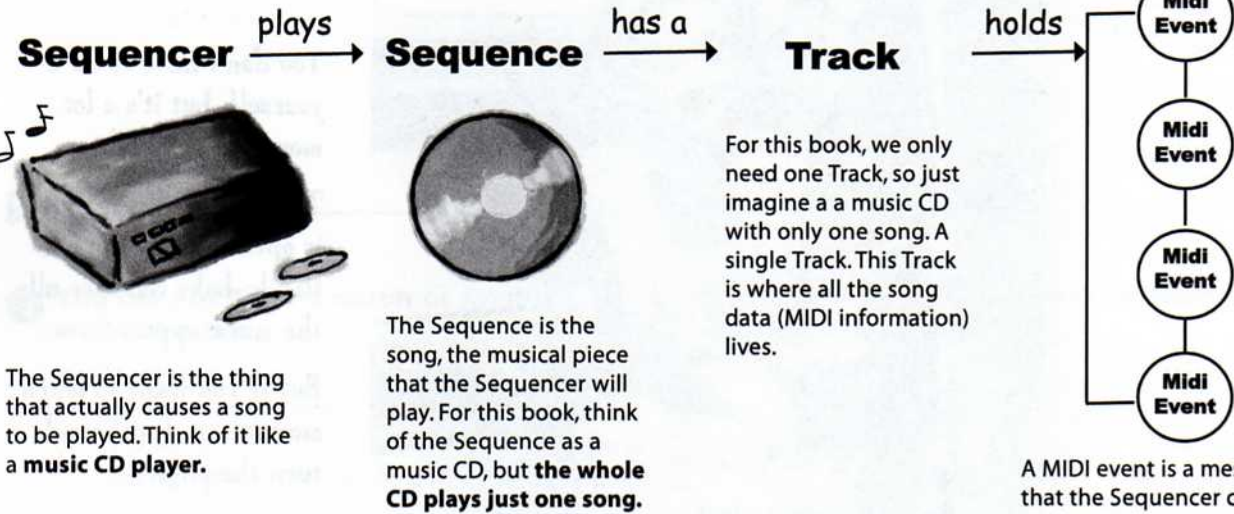 plays
has a
holds
Sequencer
Sequence
Track
Midi
Event
Midi
Event
Midi
Event
Midi
Event
For this book, we only
need one Track, so just
imagine a a music CD
with only one song. A
single Track. This Track
is where all the song
data (MIDI information)
lives.
The Sequence is the
song, the musical piece
that the Sequencer will
play. For this book, think
of the Sequence as a
music CD, but the whole
CD plays just one song.
The Sequencer is the thing
that actually causes a song
to be played. Think of it like
a music CD player.
A MIDI event is a
that the Sequencer